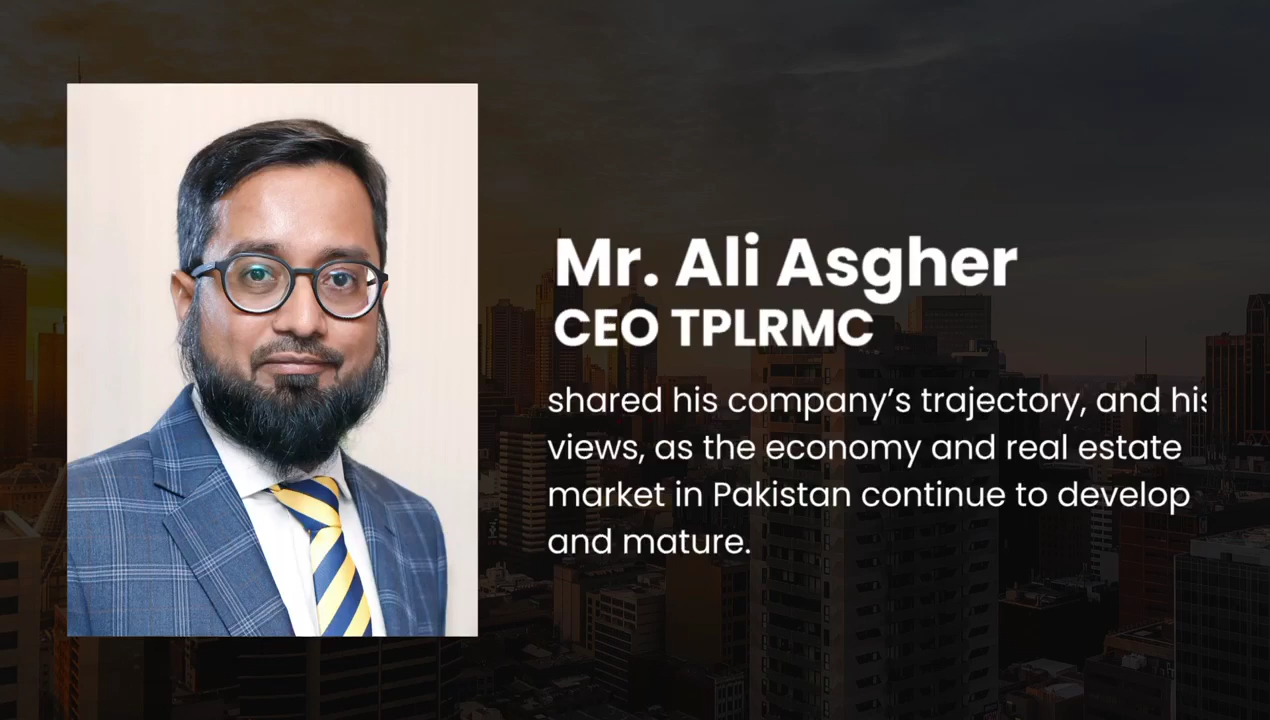 Mr. Ali Asgher
CEO TPLRMC
shared his company’s trajectory, and his
views, as the economy and real estate
market in Pakistan continue to develop
and mature.